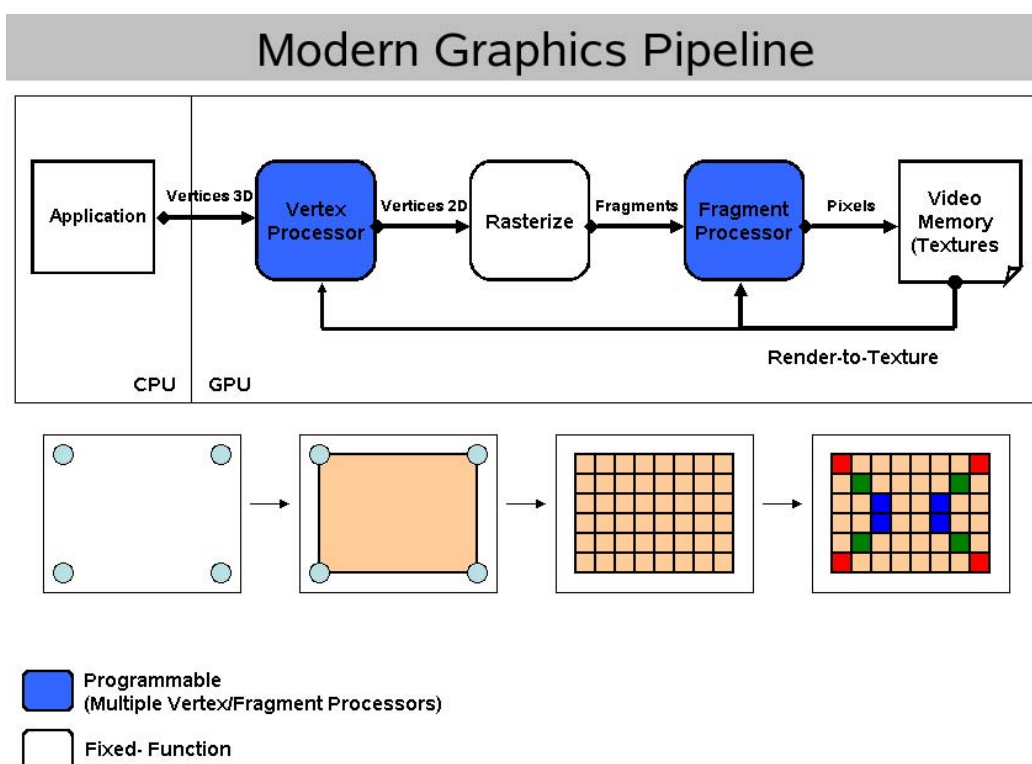 Modern Graphics Pipeline
Application
Vertices 3D
Vertex
Processor
Vertices 2D
Rasterize
Fragments
Fragment
Processor
Pixels
Video
Memory
(Textures
Render-to-Texture
CPU
GPU
Programmable
(Multiple Vertex/Fragment Processors)
Fixed- Function